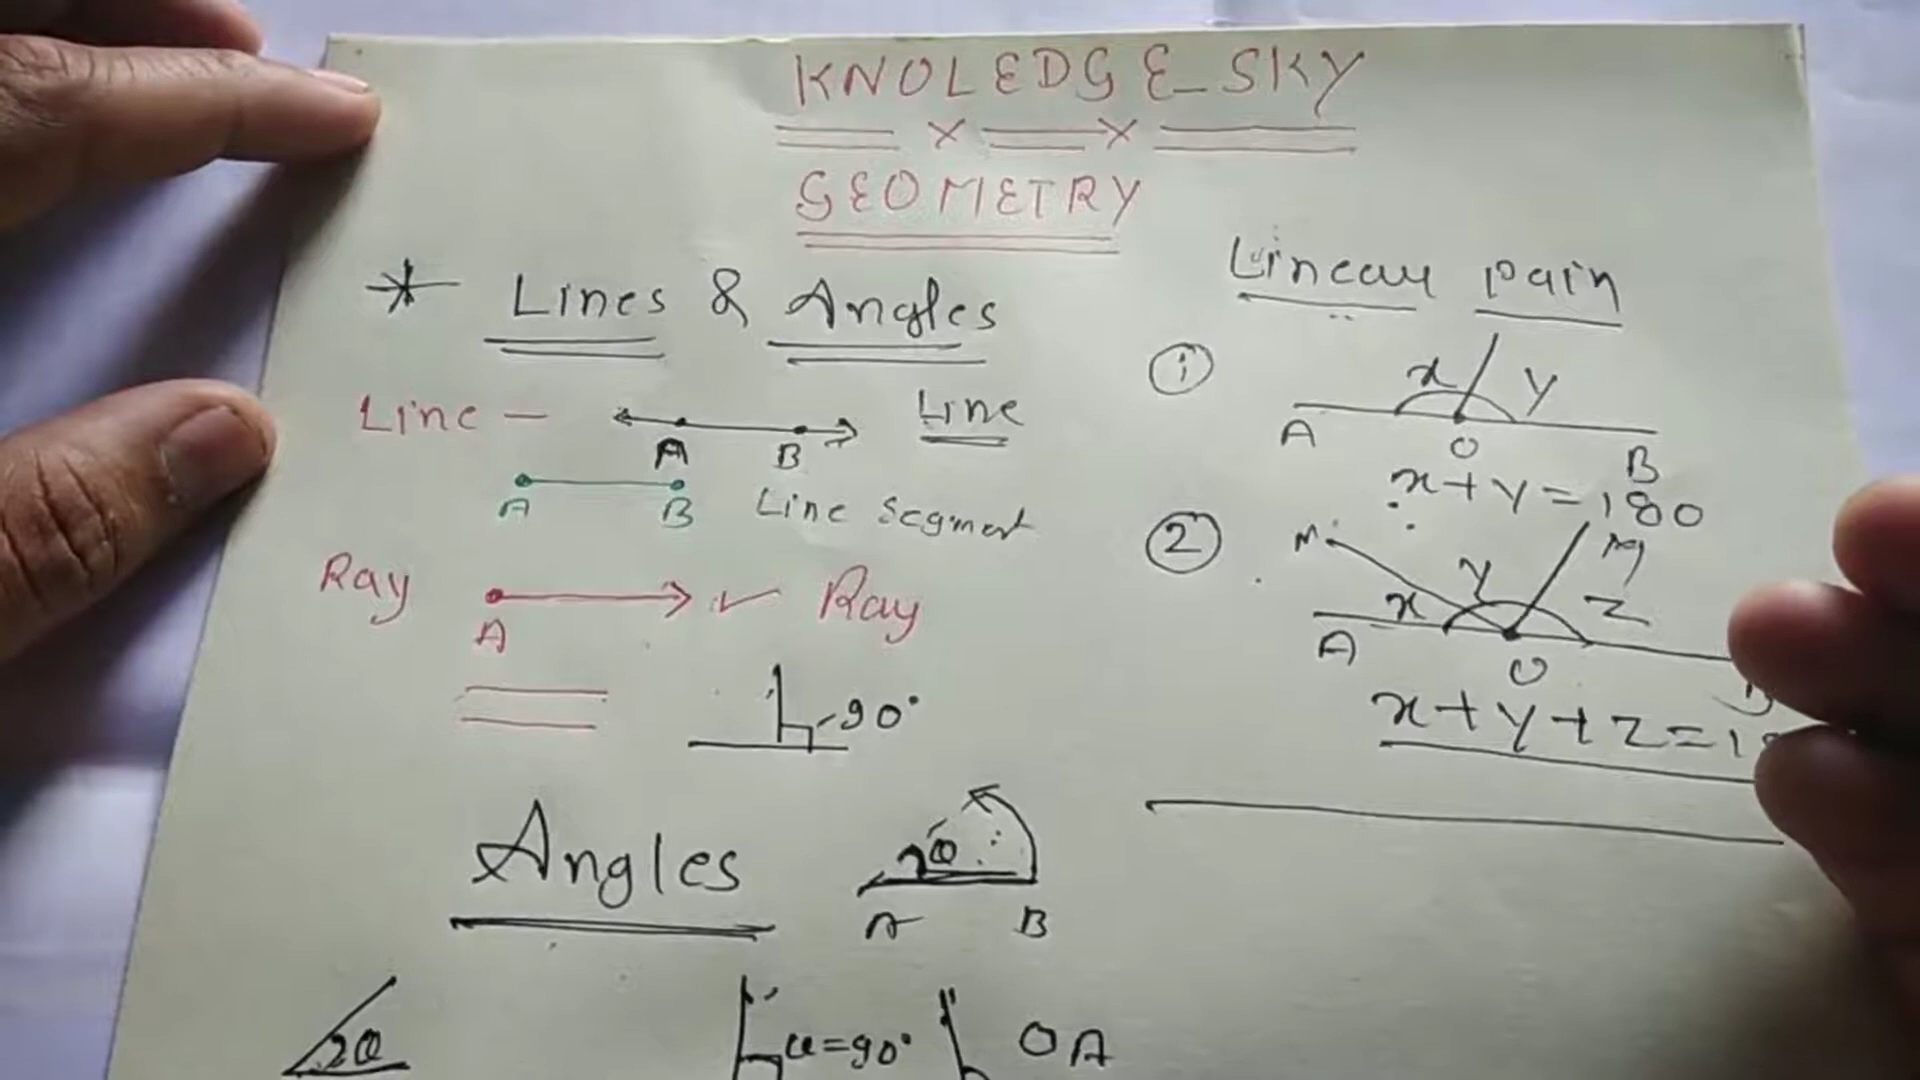 KNOLEDGE_SKY
GEOMETRY
* Lines & Angles
Line — Line
A B
A B Line Segment
Ray A Ray
90°
Angles
θ
A B
θ
=90°
OA
Linear pair
1
x y
A O B
x+y=180
2
M
x y z
A O
x+y+z=1